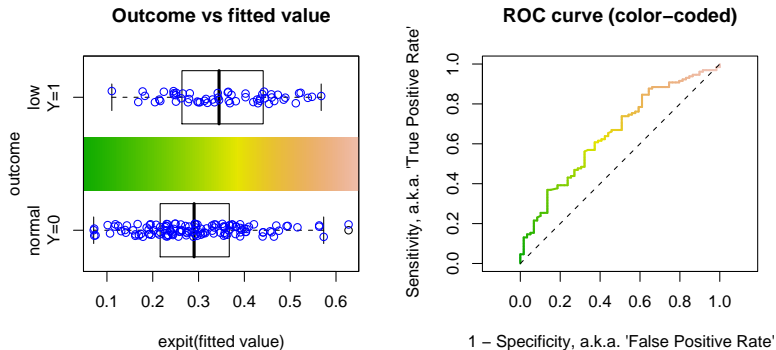 Outcome vs fitted value
low
Y=1
outcome
normal
Y=0
0.1 0.2 0.3 0.4 0.5 0.6
expit(fitted value)
ROC curve (color−coded)
Sensitivity, a.k.a. 'True Positive Rate'
1.0
0.8
0.6
0.4
0.2
0.0
0.0 0.2 0.4 0.6 0.8 1.0
1 − Specificity, a.k.a. 'False Positive Rate'